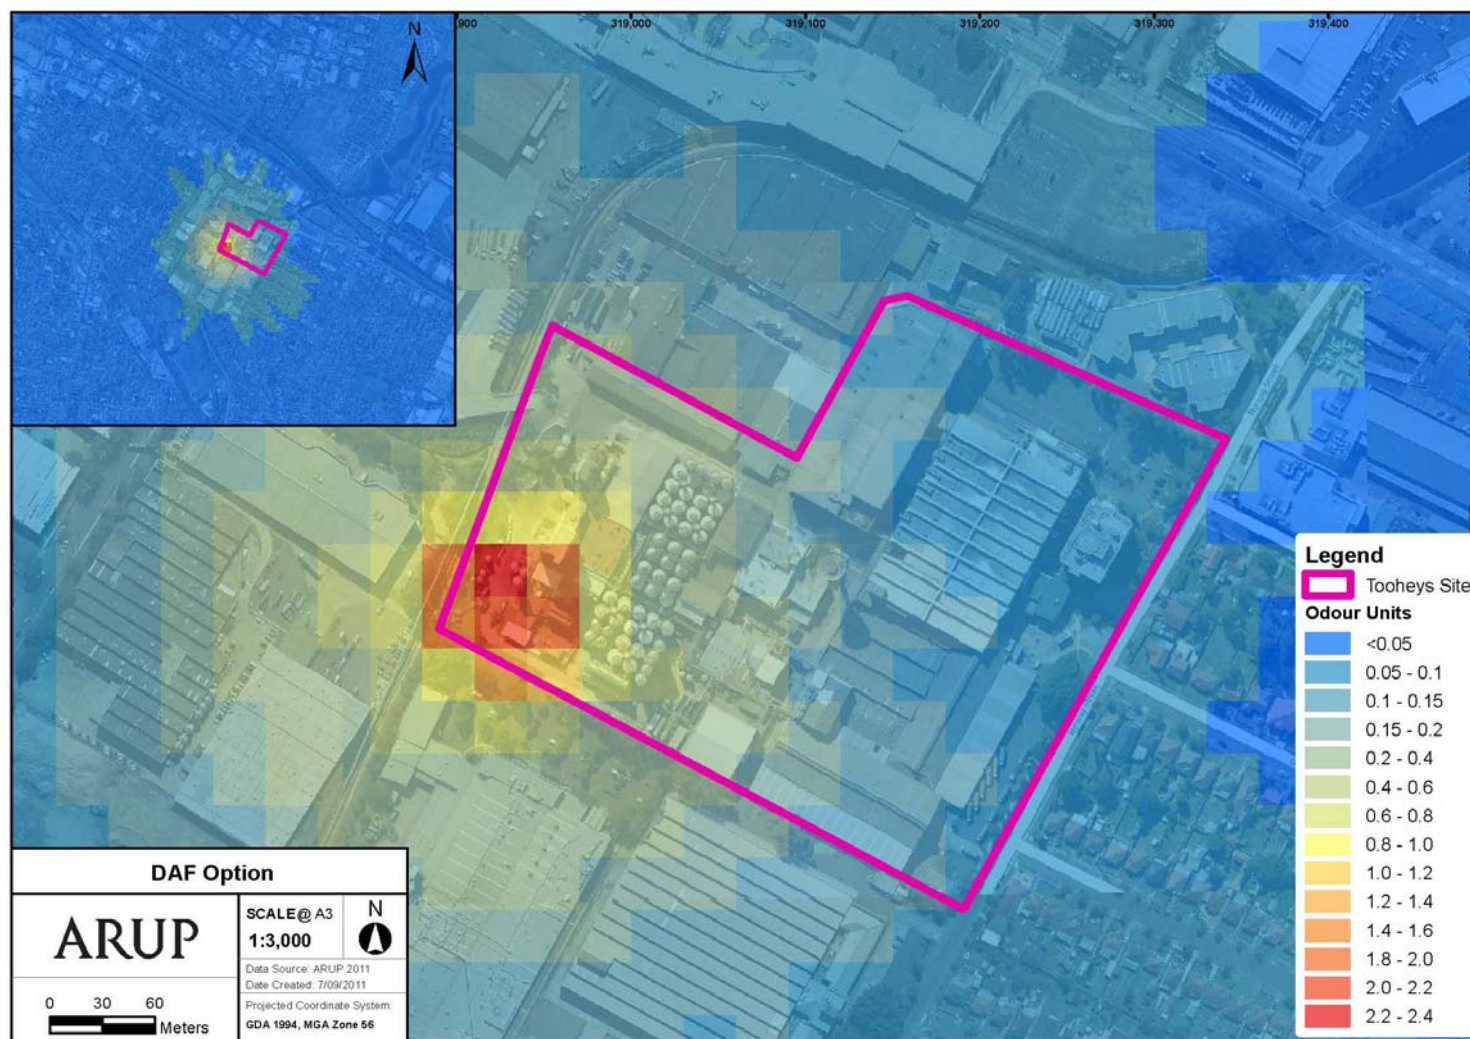 N
900
319,000
319,100
319,200
319,300
319,400
Legend
Tooheys Site
Odour Units
<0.05
0.05 - 0.1
0.1 - 0.15
0.15 - 0.2
0.2 - 0.4
0.4 - 0.6
0.6 - 0.8
0.8 - 1.0
1.0 - 1.2
1.2 - 1.4
1.4 - 1.6
1.8 - 2.0
2.0 - 2.2
2.2 - 2.4
DAF Option
ARUP
SCALE@ A3
1:3,000
N
Data Source: ARUP 2011
Date Created: 7/09/2011
Projected Coordinate System:
GDA 1994, MGA Zone 56
0 30 60
Meters